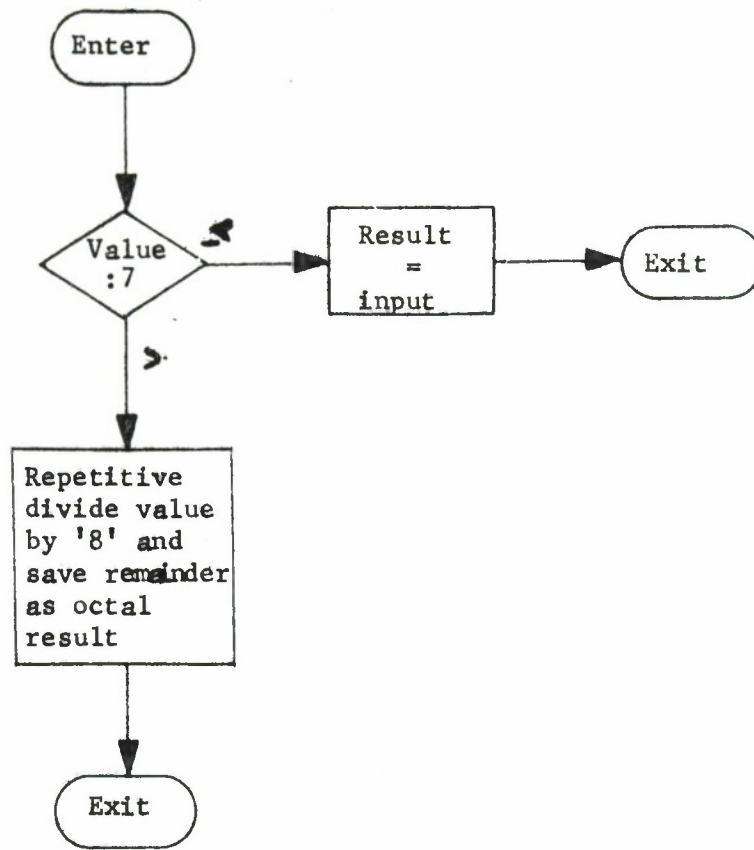 Enter
Value
:7
Result
=
input
Exit
>
Repetitive
divide value
by '8' and
save remainder
as octal
result
Exit